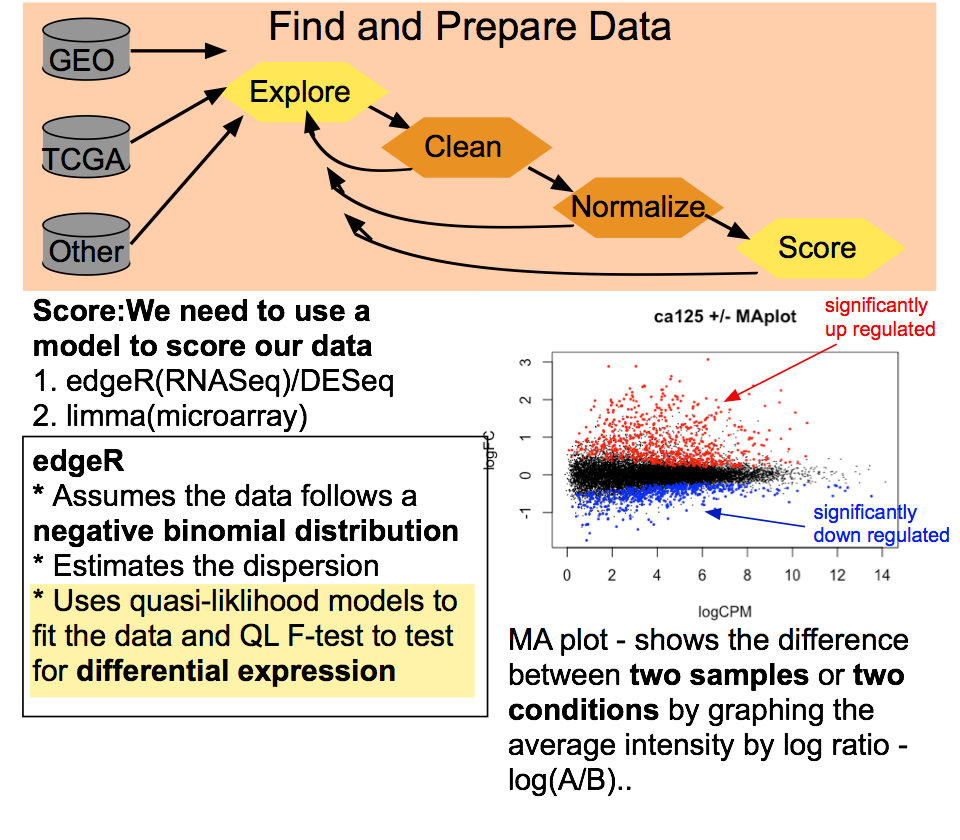 Find and Prepare Data
GEO
TCGA
Other
Explore
Clean
Normalize
Score
Score:We need to use a
model to score our data
1. edgeR(RNASeq)/DESeq
2. limma(microarray)
edgeR
* Assumes the data follows a
negative binomial distribution
* Estimates the dispersion
* Uses quasi-liklihood models to
fit the data and QL F-test to test
for differential expression
ca125 +/- MAplot
significantly
up regulated
3
2
1
0
-1
logFC
significantly
down regulated
0 2 4 6 8 10 12 14
logCPM
MA plot - shows the difference
between two samples or two
conditions by graphing the
average intensity by log ratio -
log(A/B)..